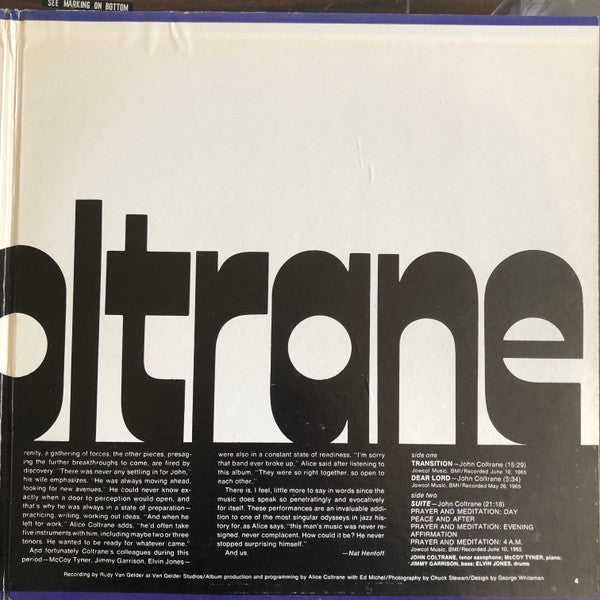 SEE MARKING ON BOTTOM
oltrane
renity, a gathering of forces, the other pieces, presag-
ing the further breakthroughs to come, are fired by
discovery. "There was never any settling in for John,"
his wife emphasizes. "He was always moving ahead,
looking for new avenues." He could never know ex-
actly when a door to perception would open, and
that's why he was always in a state of preparation—
practicing, writing, working out ideas. "And when he
left for work," Alice Coltrane adds, "he'd often take
five instruments with him, including maybe two or three
tenors. He wanted to be ready for whatever came."
And fortunately Coltrane's colleagues during this
period—McCoy Tyner, Jimmy Garrison, Elvin Jones—
were also in a constant state of readiness. "I'm sorry
that band ever broke up," Alice said after listening to
this album. "They were so right together, so open to
each other."
There is, I feel, little more to say in words since the
music does speak so penetratingly and evocatively
for itself. These performances are an invaluable addi-
tion to one of the most singular odysseys in jazz his-
tory for, as Alice says, "this man's music was never re-
signed, never complacent. How could it be? He never
stopped surprising himself."
And us.
—Nat Hentoff
side one
TRANSITION—John Coltrane (15:29)
Jowcol Music, BMI/Recorded June 10, 1965
DEAR LORD—John Coltrane (5:34)
Jowcol Music, BMI/Recorded May 26, 1965
side two
SUITE—John Coltrane (21:18)
PRAYER AND MEDITATION: DAY
PEACE AND AFTER
PRAYER AND MEDITATION: EVENING
AFFIRMATION
PRAYER AND MEDITATION: 4 A.M.
Jowcol Music, BMI/Recorded June 10, 1965
JOHN COLTRANE, tenor saxophone; McCOY TYNER, piano;
JIMMY GARRISON, bass; ELVIN JONES, drums
Recording by Rudy Van Gelder at Van Gelder Studios/Album production and programming by Alice Coltrane with Ed Michel/Photography by Chuck Stewart/Design by George Whiteman
4